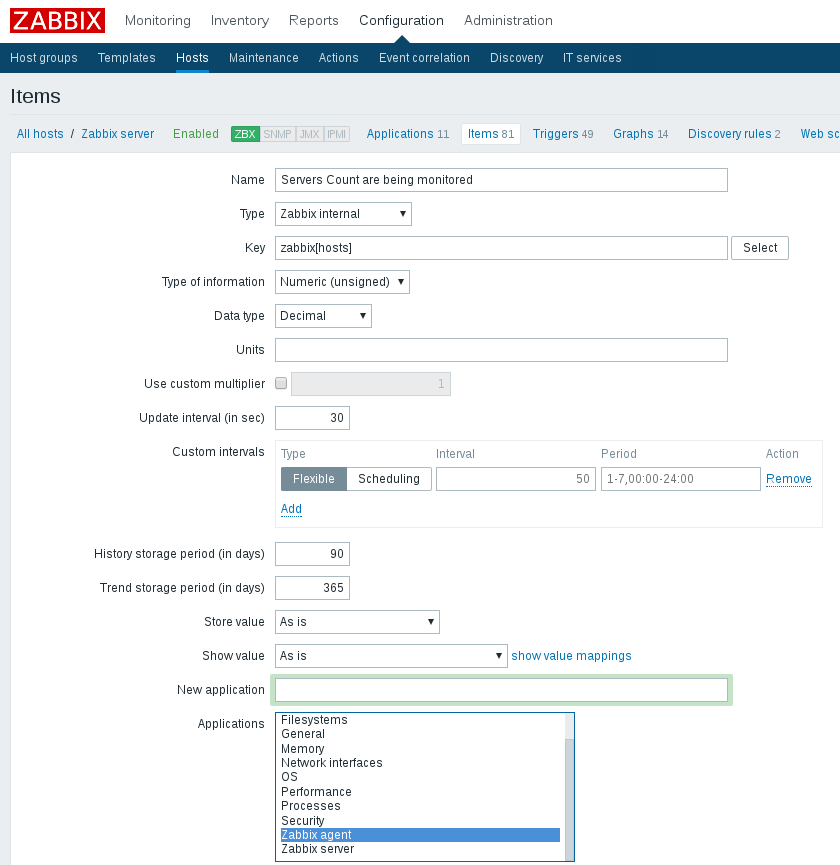 ZABBIX Monitoring Inventory Reports Configuration Administration
Host groups Templates Hosts Maintenance Actions Event correlation Discovery IT services
Items
All hosts / Zabbix server Enabled ZBX SNMP JMX IPMI Applications 11 Items 81 Triggers 49 Graphs 14 Discovery rules 2 Web sc
Name Servers Count are being monitored
Type Zabbix internal
Key zabbix[hosts] Select
Type of information Numeric (unsigned)
Data type Decimal
Units
Use custom multiplier 1
Update interval (in sec) 30
Custom intervals Type Interval Period Action
Flexible Scheduling 50 1-7,00:00-24:00 Remove
Add
History storage period (in days) 90
Trend storage period (in days) 365
Store value As is
Show value As is show value mappings
New application
Applications Filesystems
General
Memory
Network interfaces
OS
Performance
Processes
Security
Zabbix agent
Zabbix server